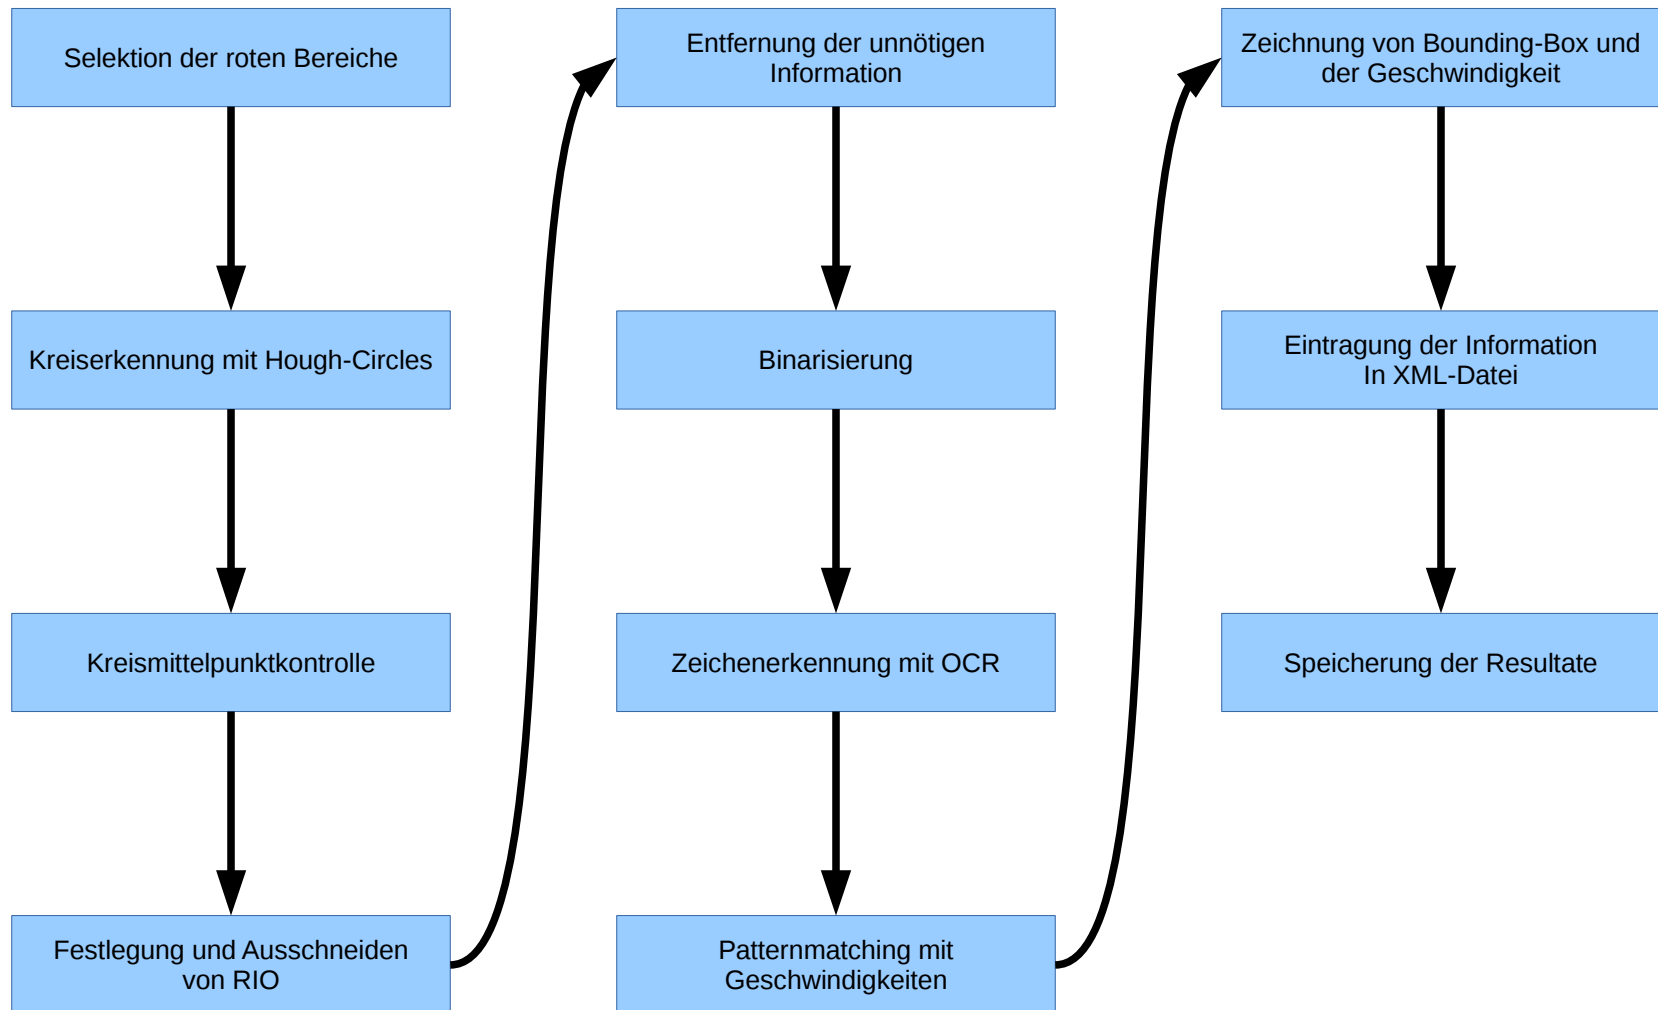 Selektion der roten Bereiche
Kreiserkennung mit Hough-Circles
Kreismittelpunktkontrolle
Festlegung und Ausschneiden
von RIO
Entfernung der unnötigen
Information
Binarisierung
Zeichenerkennung mit OCR
Patternmatching mit
Geschwindigkeiten
Zeichnung von Bounding-Box und
der Geschwindigkeit
Eintragung der Information
In XML-Datei
Speicherung der Resultate